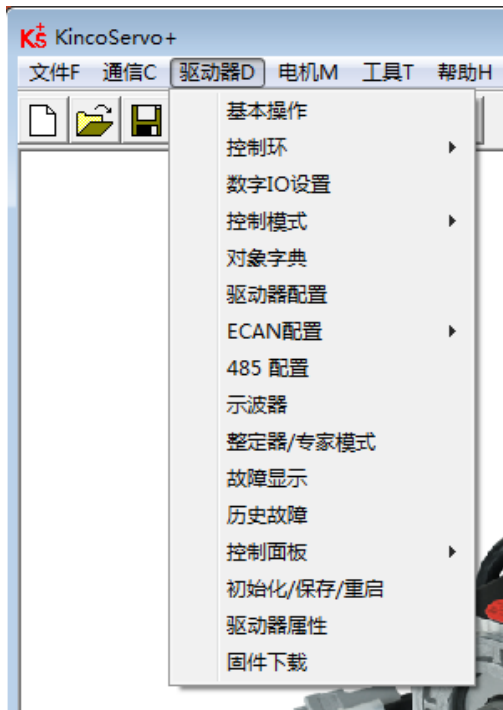 KincoServo+
文件F 通信C 驱动器D 电机M 工具T 帮助H
基本操作
控制环
数字IO设置
控制模式
对象字典
驱动器配置
ECAN配置
485 配置
示波器
整定器/专家模式
故障显示
历史故障
控制面板
初始化/保存/重启
驱动器属性
固件下载